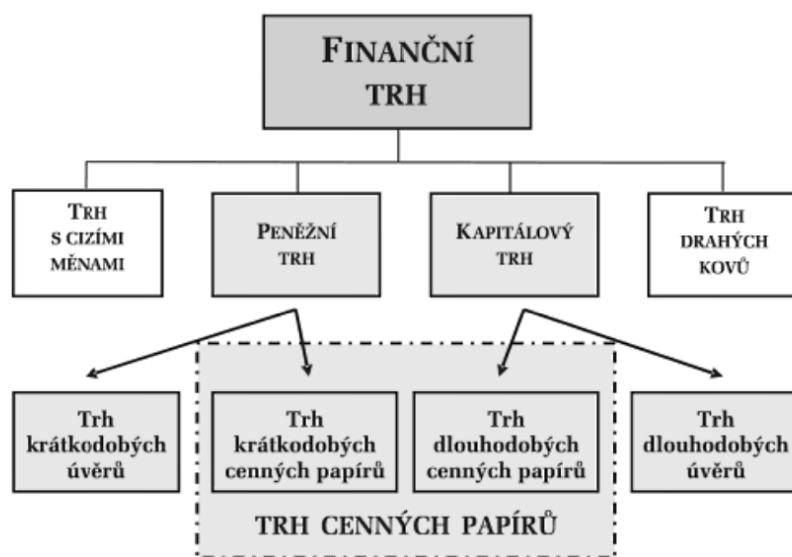 FINANČNÍ
TRH
TRH
S CIZÍMI
MĚNAMI
PENĚŽNÍ
TRH
KAPITÁLOVÝ
TRH
TRH
DRAHÝCH
KOVŮ
Trh
krátkodobých
úvěrů
Trh
krátkodobých
cenných papírů
Trh
dlouhodobých
cenných papírů
Trh
dlouhodobých
úvěrů
TRH CENNÝCH PAPÍRŮ